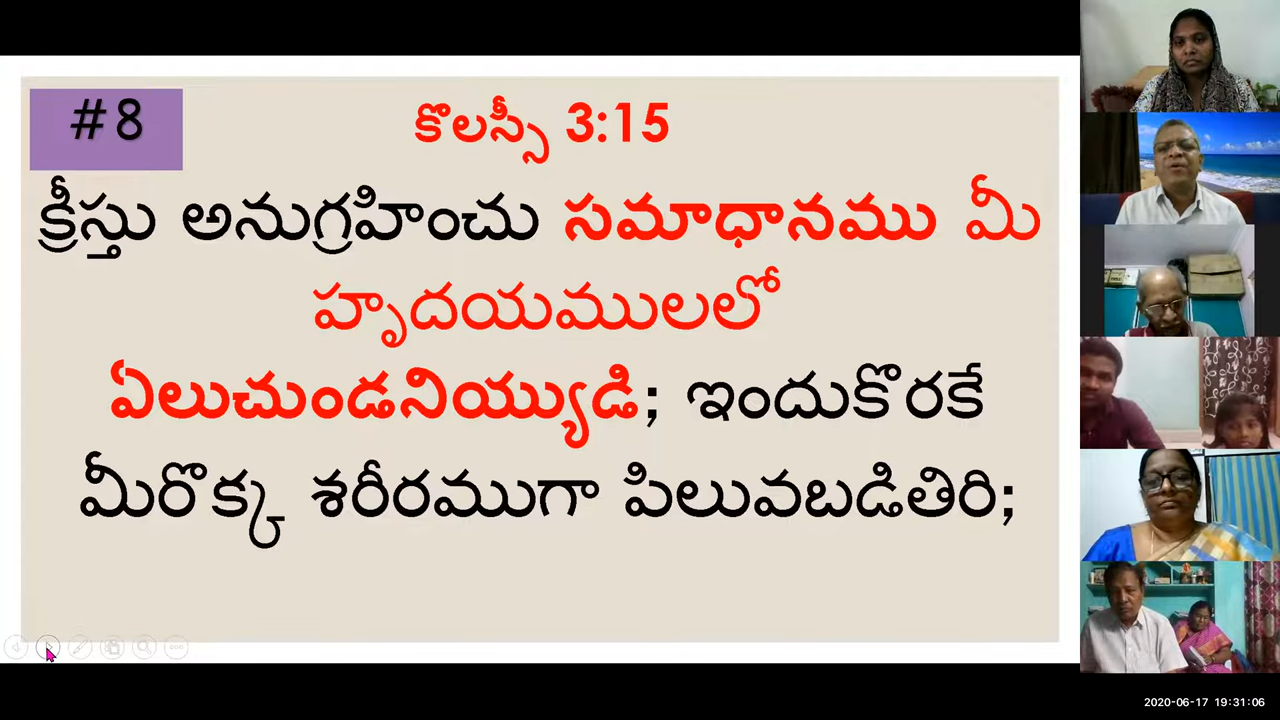 #8
కొలస్సీ 3:15
క్రీస్తు అనుగ్రహించు సమాధానము మీ
హృదయములలో
ఏలుచుండనియ్యుడి; ఇందుకొరకే
మీరొక్క శరీరముగా పిలువబడితిరి;
2020-06-17 19:31:06